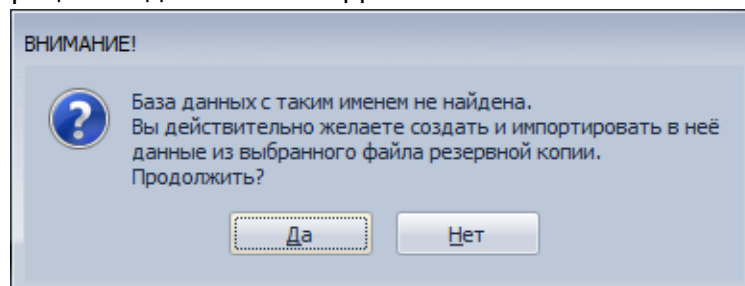 ВНИМАНИЕ!
База данных с таким именем не найдена.
Вы действительно желаете создать и импортировать в неё
данные из выбранного файла резервной копии.
Продолжить?
Да
Нет